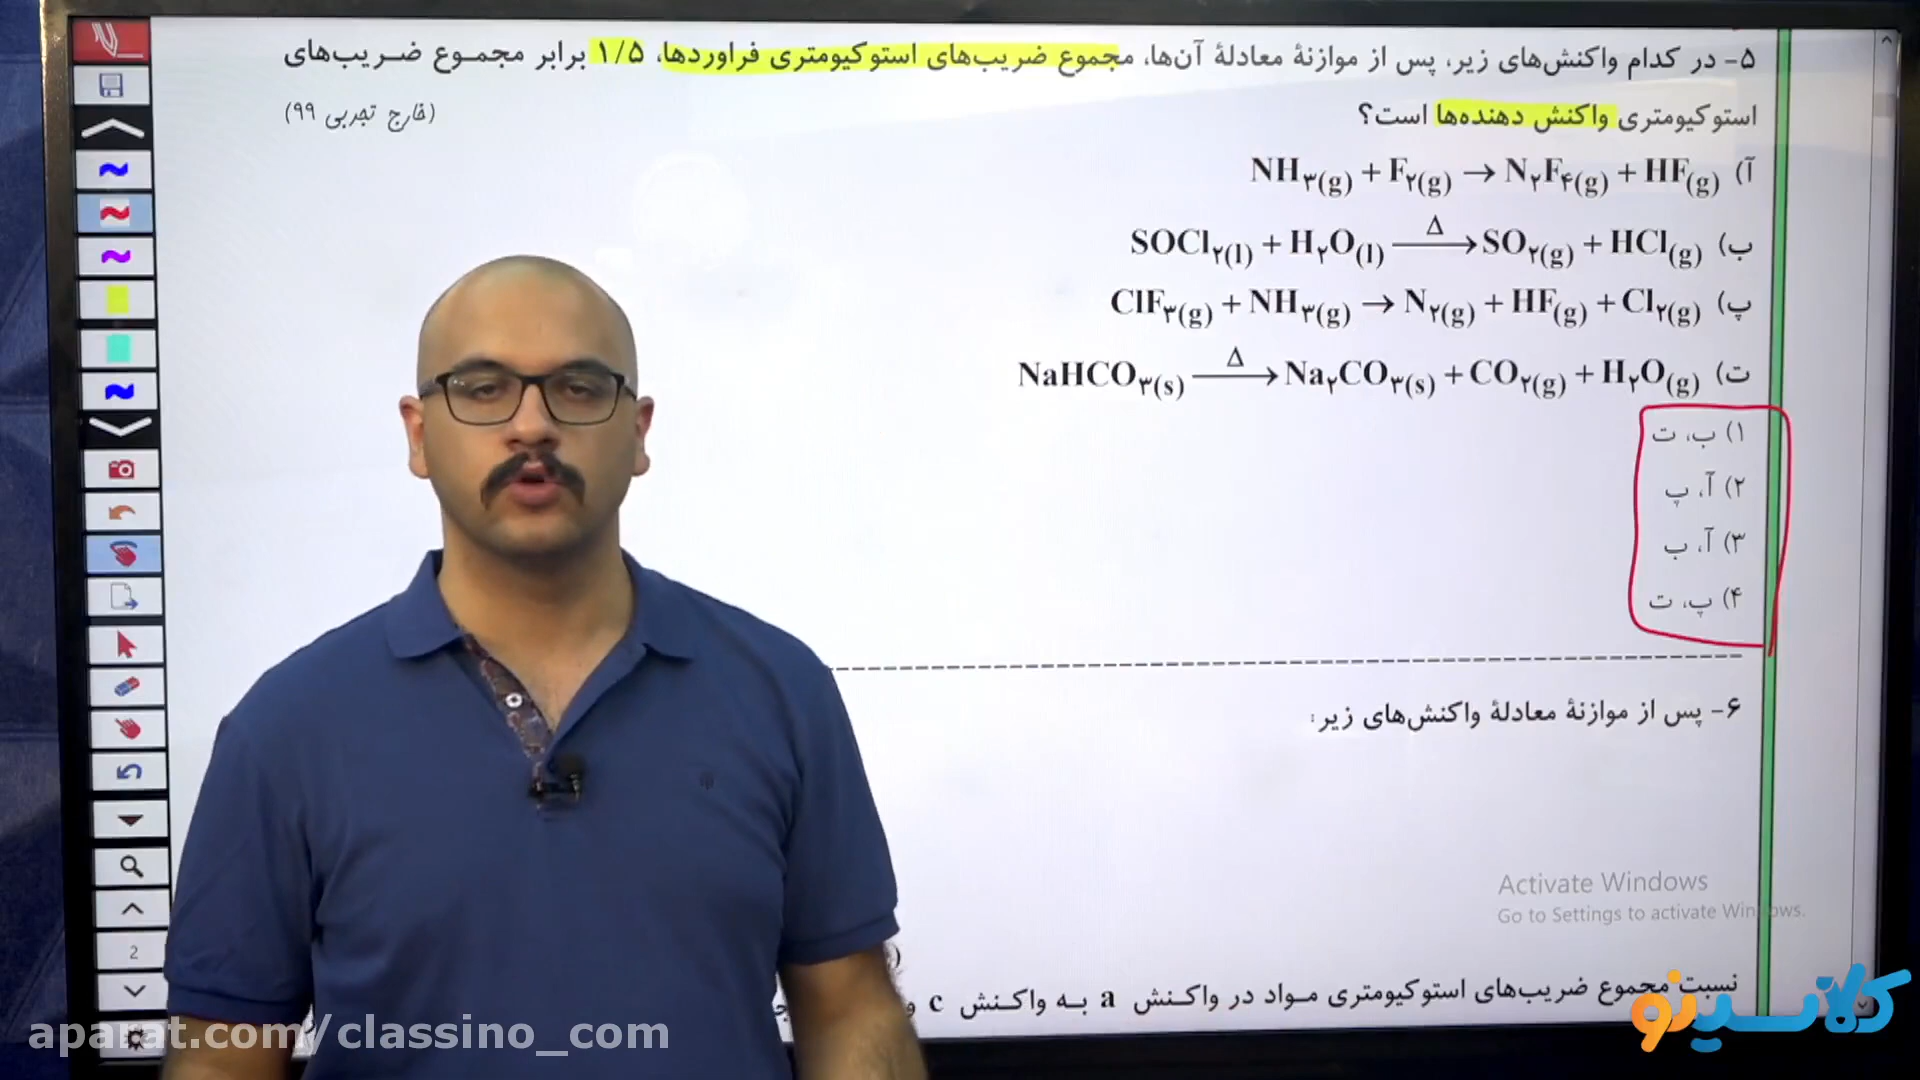 ۵- در کدام واکنش‌های زیر، پس از موازنهٔ معادلهٔ آن‌ها، مجموع ضریب‌های استوکیومتری فراوردها، ۱/۵ برابر مجموع ضریب‌های
استوکیومتری واکنش دهنده‌ها است؟
(خارج تجربی ۹۹)
آ) NH۳(g) + F۲(g) → N۲F۴(g) + HF(g)
ب) SOCl۲(l) + H۲O(l) —Δ→ SO۲(g) + HCl(g)
پ) ClF۳(g) + NH۳(g) → N۲(g) + HF(g) + Cl۲(g)
ت) NaHCO۳(s) —Δ→ Na۲CO۳(s) + CO۲(g) + H۲O(g)
۱) ب، ت
۲) آ، پ
۳) آ، ب
۴) پ، ت
۶- پس از موازنهٔ معادلهٔ واکنش‌های زیر:
Activate Windows
Go to Settings to activate Windows.
نسبت مجموع ضریب‌های استوکیومتری مواد در واکنش a به واکنش c و
2
aparat.com/classino_com
کلاسینو